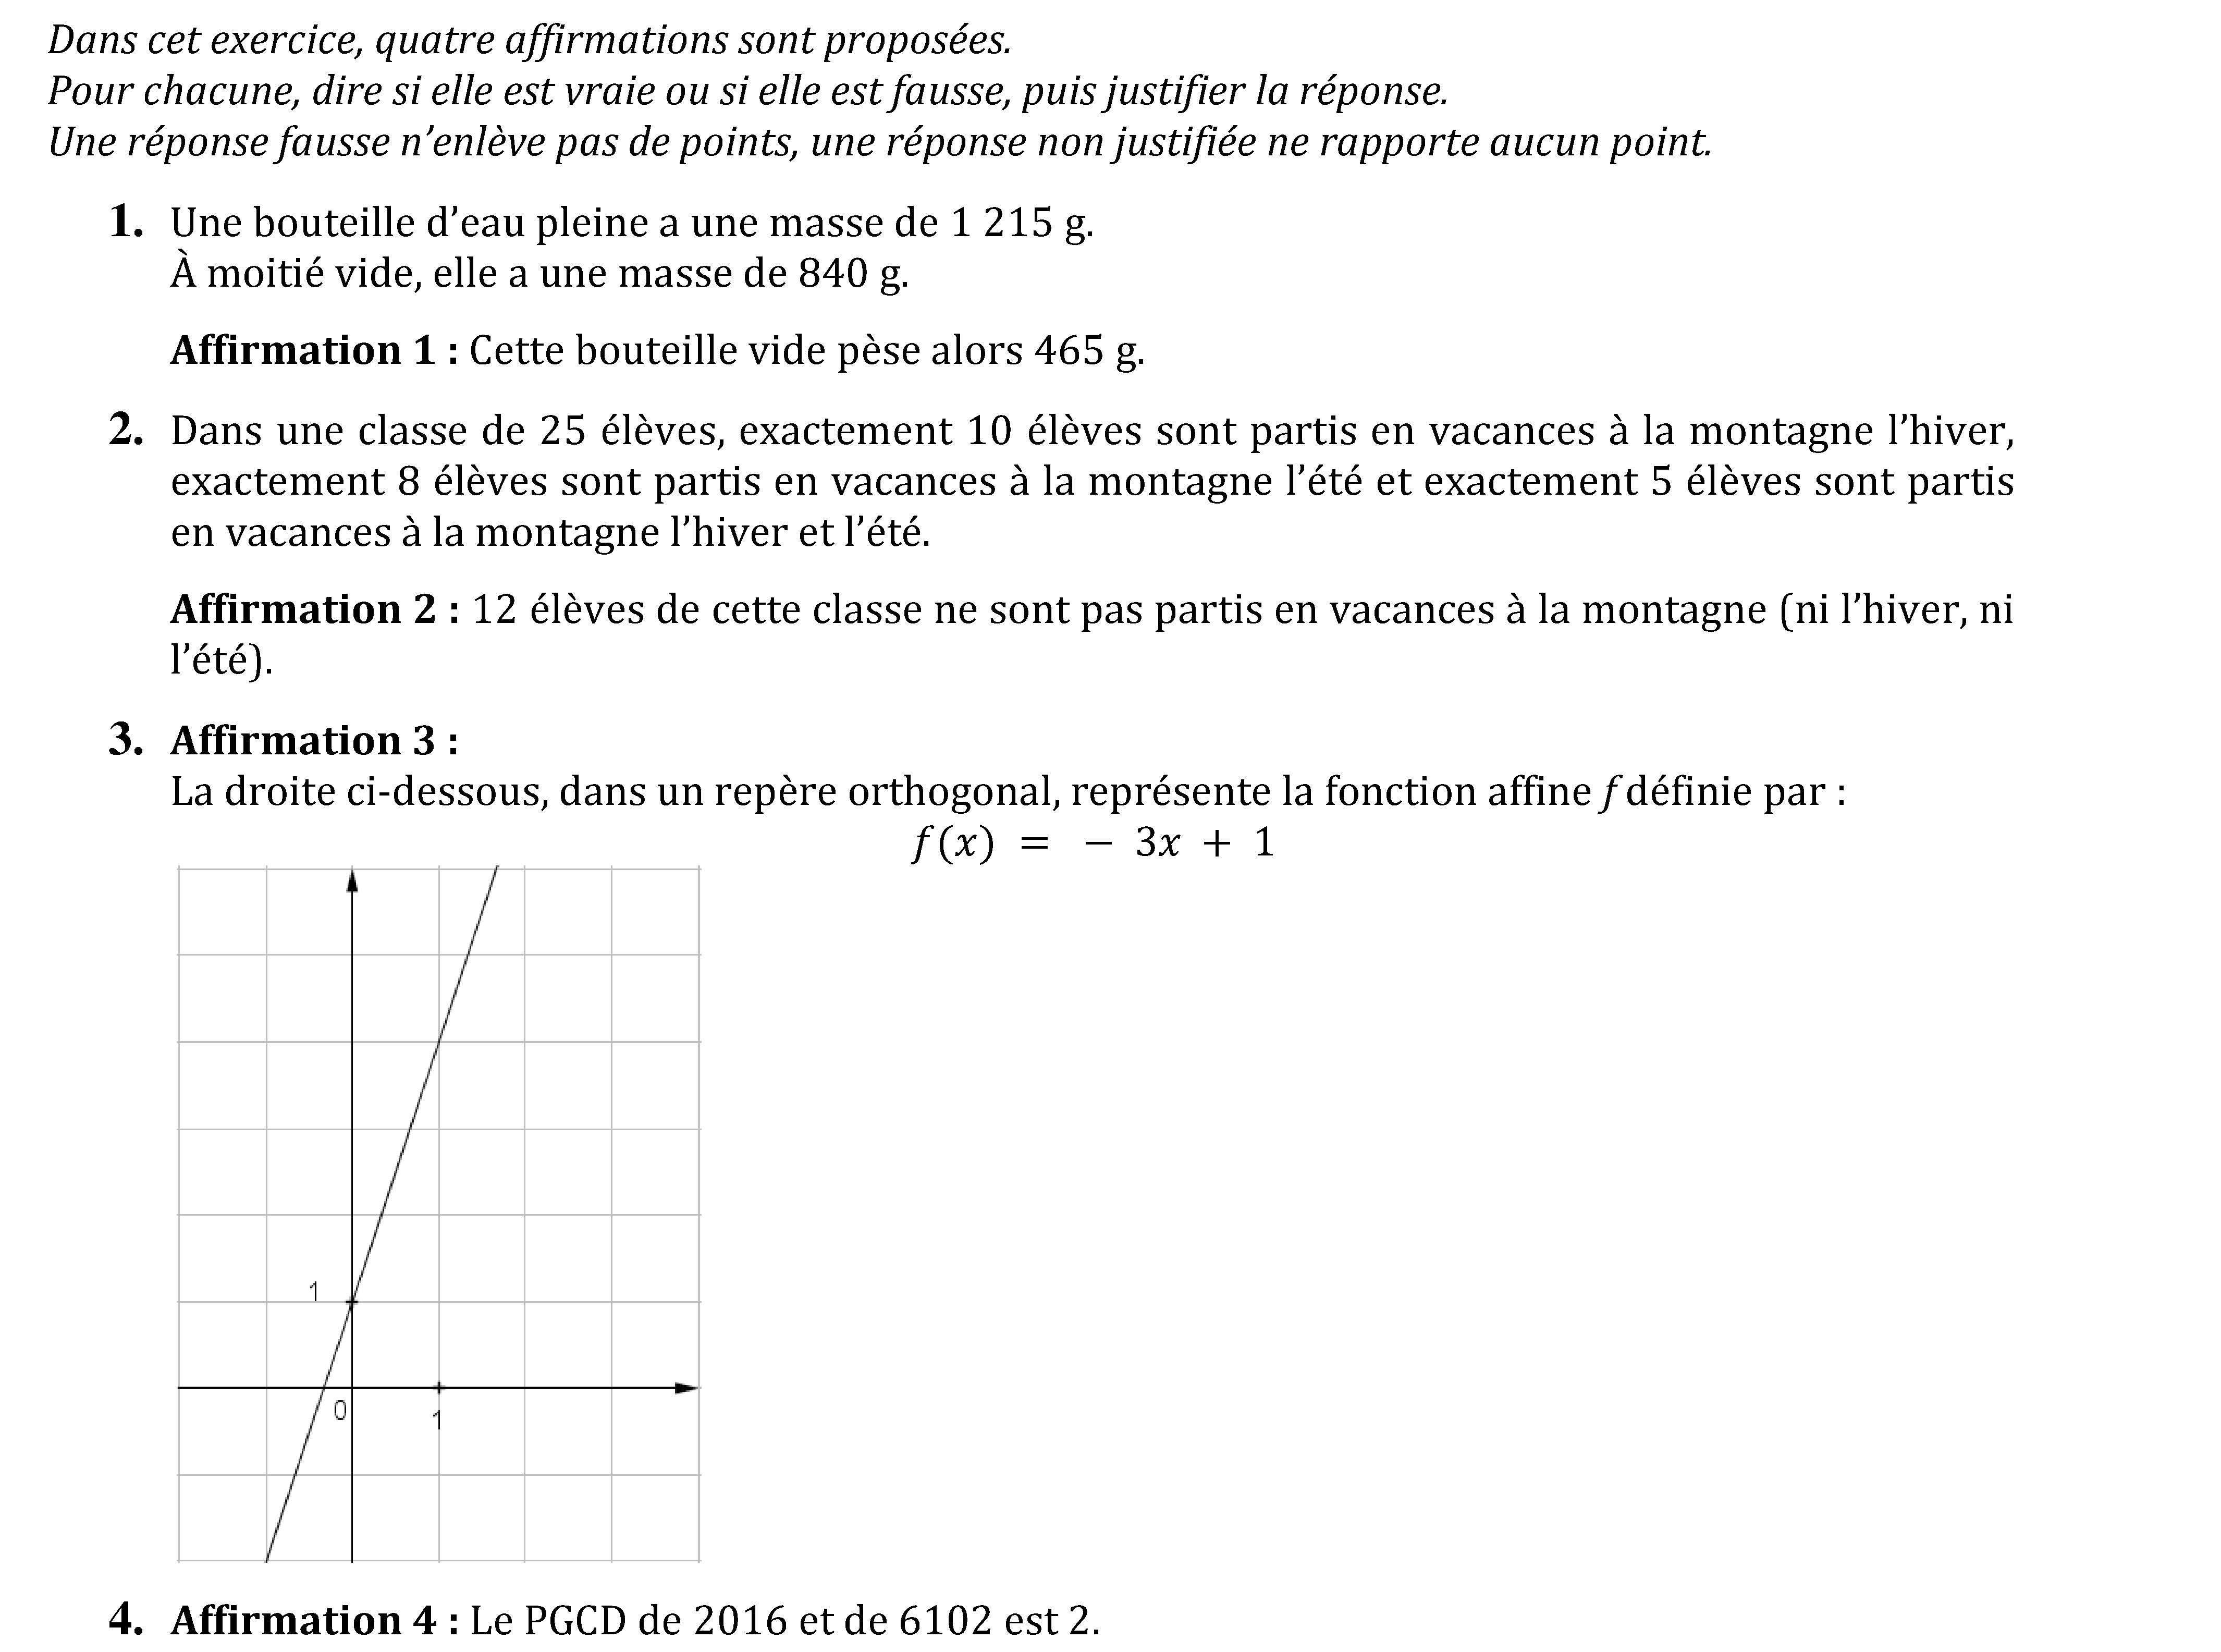 Dans cet exercice, quatre affirmations sont proposées.
Pour chacune, dire si elle est vraie ou si elle est fausse, puis justifier la réponse.
Une réponse fausse n’enlève pas de points, une réponse non justifiée ne rapporte aucun point.
1. Une bouteille d’eau pleine a une masse de 1 215 g.
À moitié vide, elle a une masse de 840 g.
Affirmation 1 : Cette bouteille vide pèse alors 465 g.
2. Dans une classe de 25 élèves, exactement 10 élèves sont partis en vacances à la montagne l’hiver,
exactement 8 élèves sont partis en vacances à la montagne l’été et exactement 5 élèves sont partis
en vacances à la montagne l’hiver et l’été.
Affirmation 2 : 12 élèves de cette classe ne sont pas partis en vacances à la montagne (ni l’hiver, ni
l’été).
3. Affirmation 3 :
La droite ci-dessous, dans un repère orthogonal, représente la fonction affine f définie par :
f(x) = − 3x + 1
1
0
1
4. Affirmation 4 : Le PGCD de 2016 et de 6102 est 2.